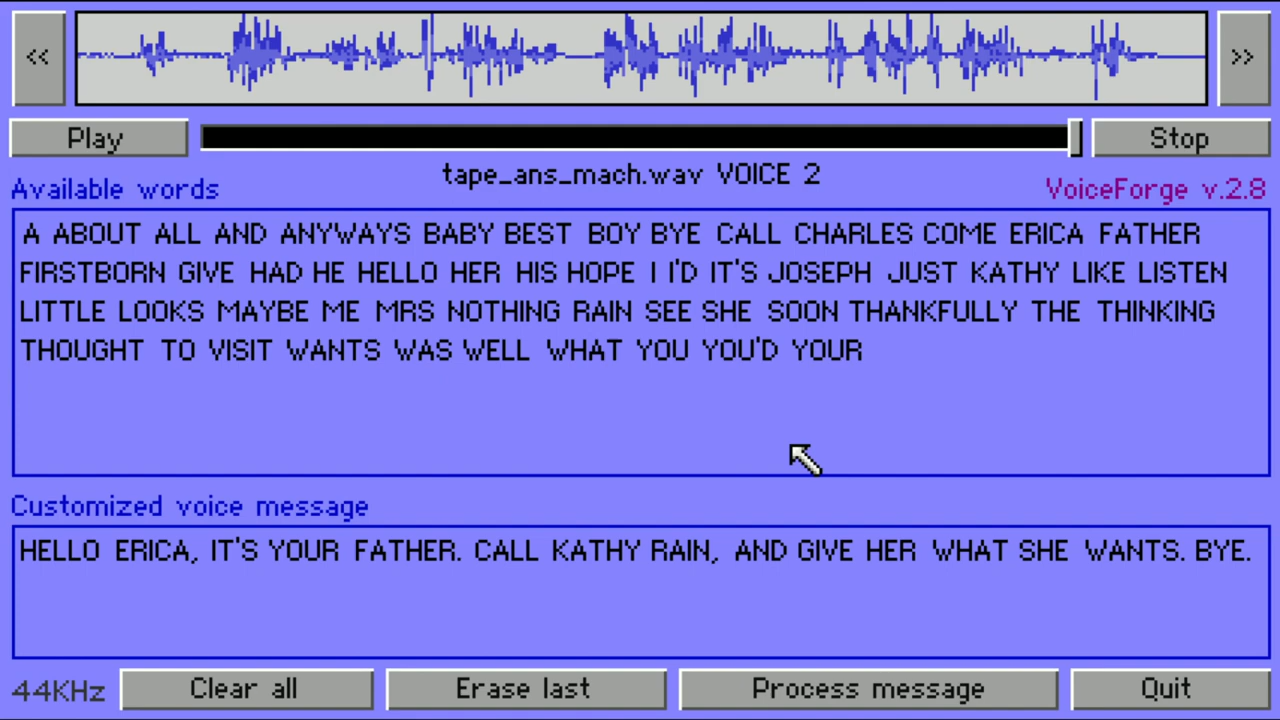 << >>
Play Stop
tape_ans_mach.wav VOICE 2
Available words VoiceForge v.2.8
A ABOUT ALL AND ANYWAYS BABY BEST BOY BYE CALL CHARLES COME ERICA FATHER
FIRSTBORN GIVE HAD HE HELLO HER HIS HOPE I I'D IT'S JOSEPH JUST KATHY LIKE LISTEN
LITTLE LOOKS MAYBE ME MRS NOTHING RAIN SEE SHE SOON THANKFULLY THE THINKING
THOUGHT TO VISIT WANTS WAS WELL WHAT YOU YOU'D YOUR
Customized voice message
HELLO ERICA, IT'S YOUR FATHER. CALL KATHY RAIN, AND GIVE HER WHAT SHE WANTS. BYE.
44KHz Clear all Erase last Process message Quit